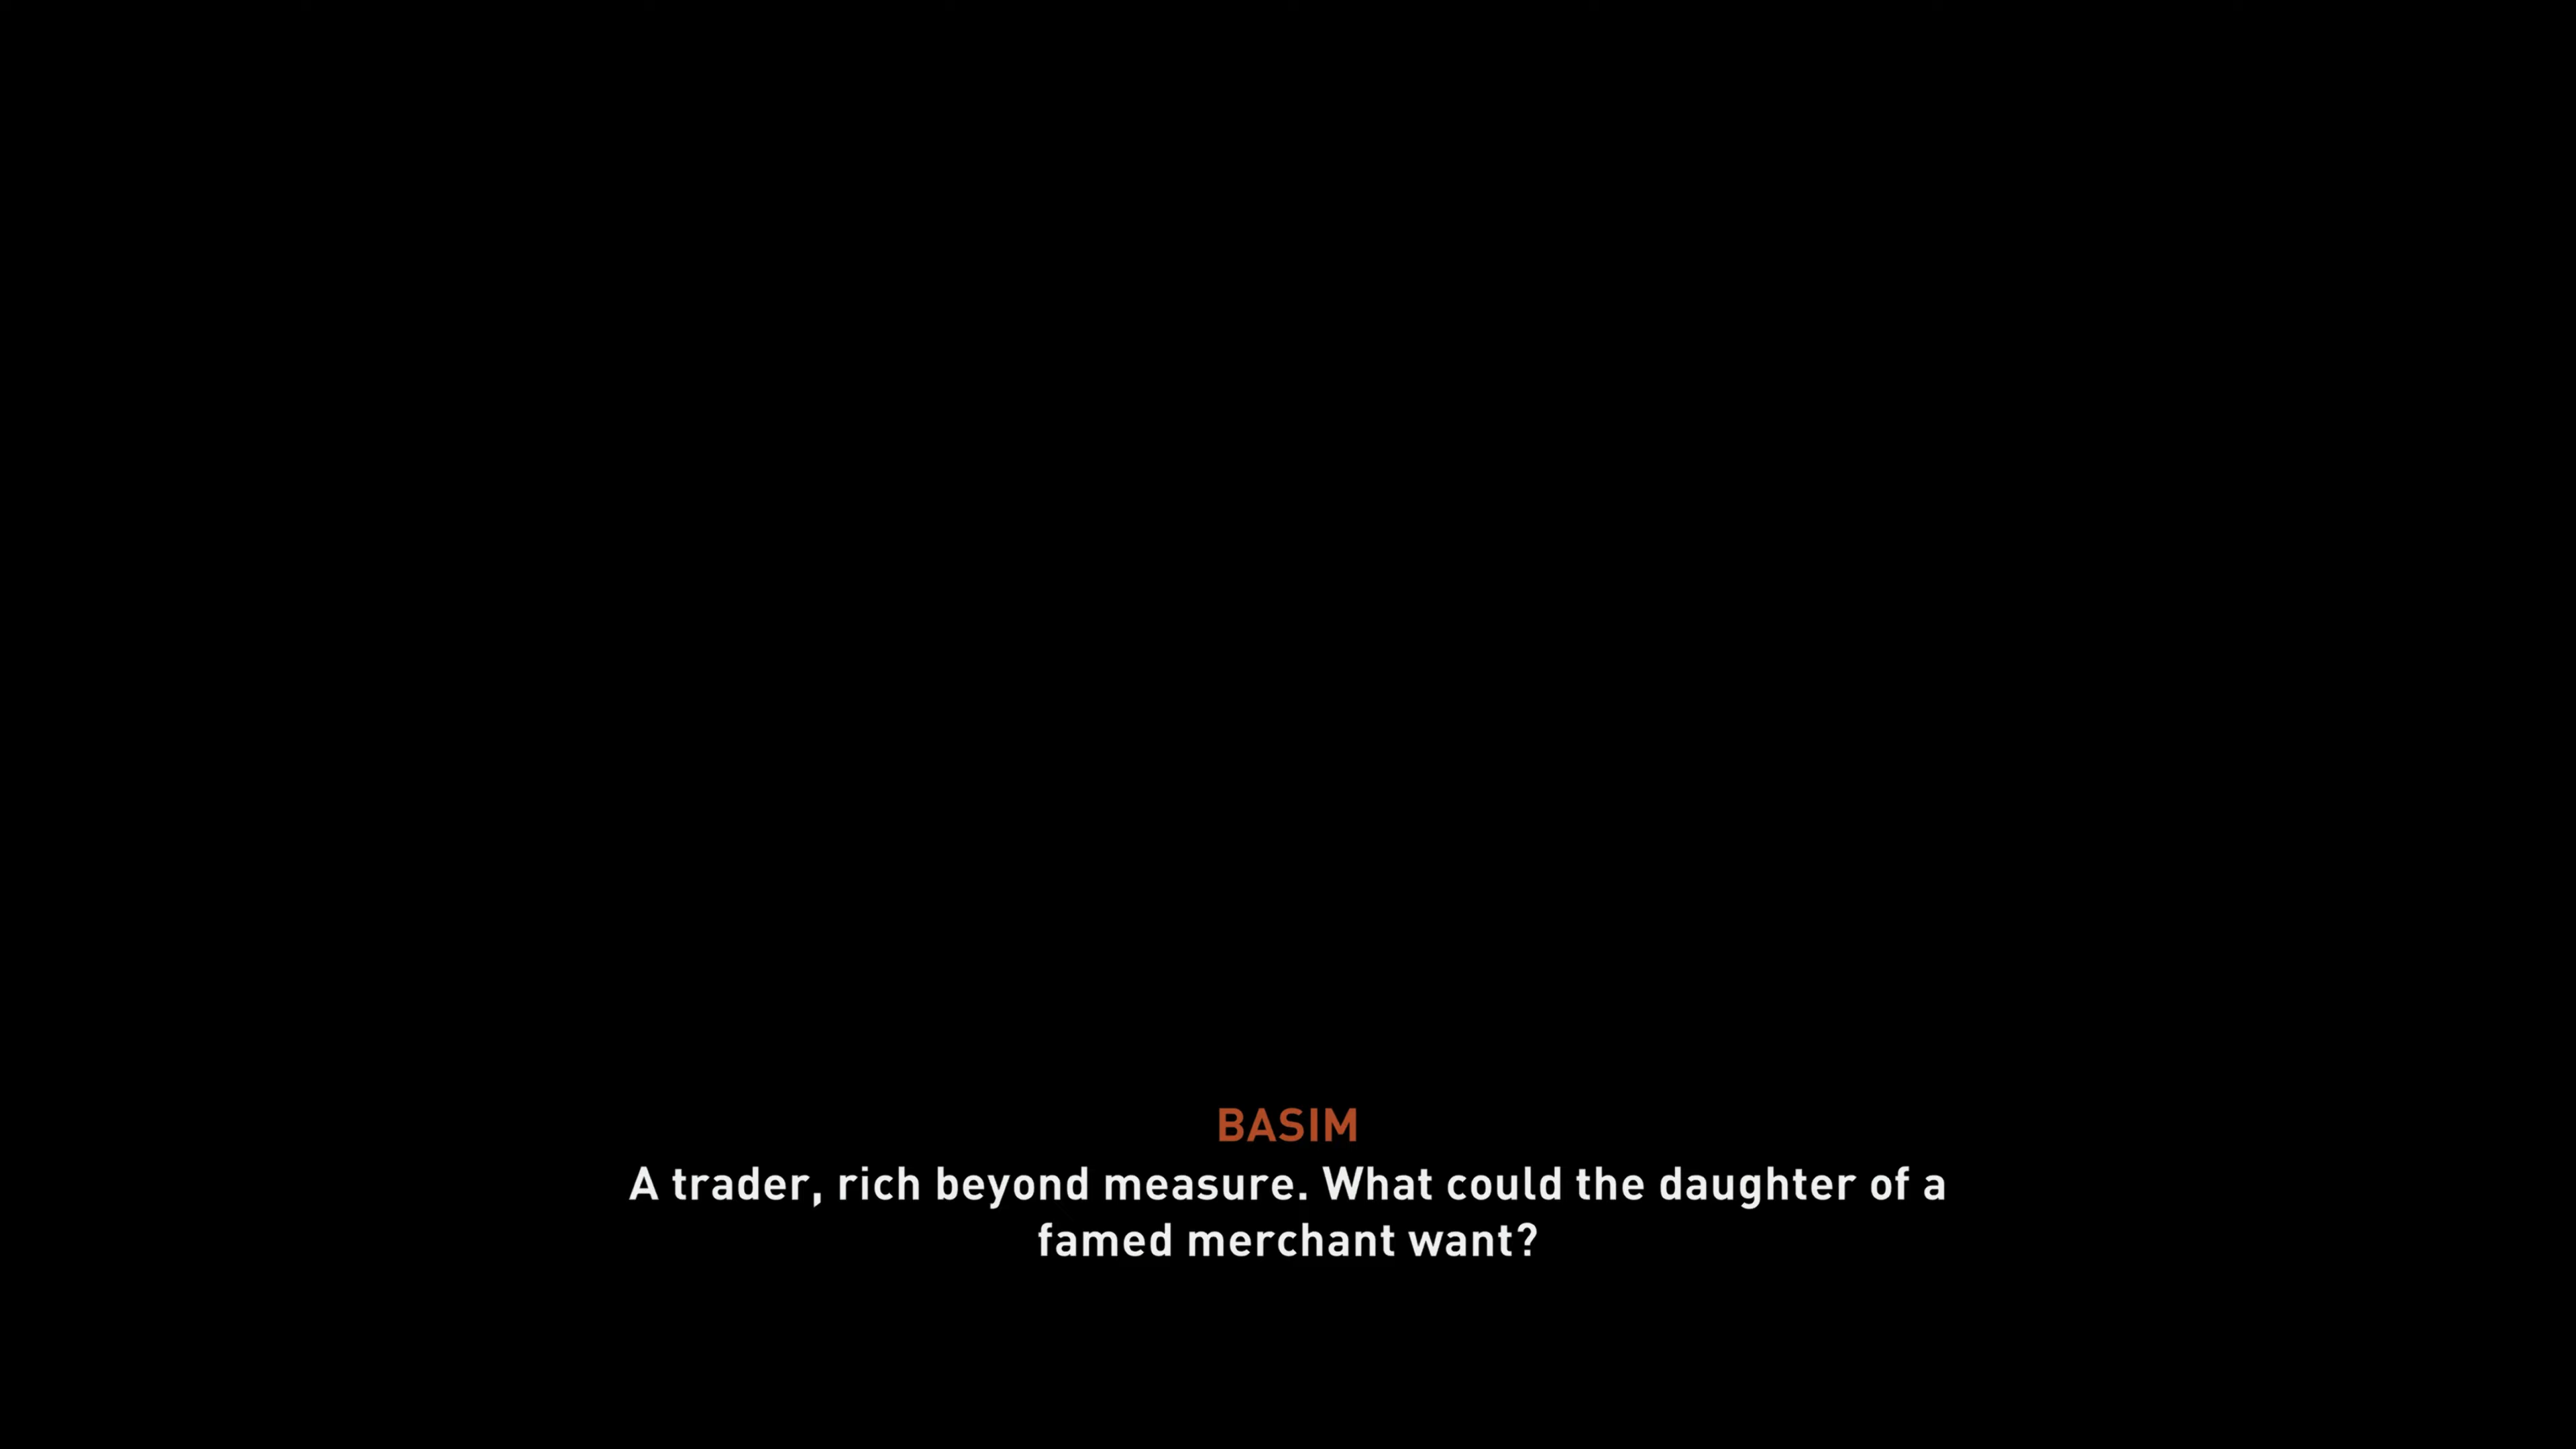 BASIM
A trader, rich beyond measure. What could the daughter of a
famed merchant want?